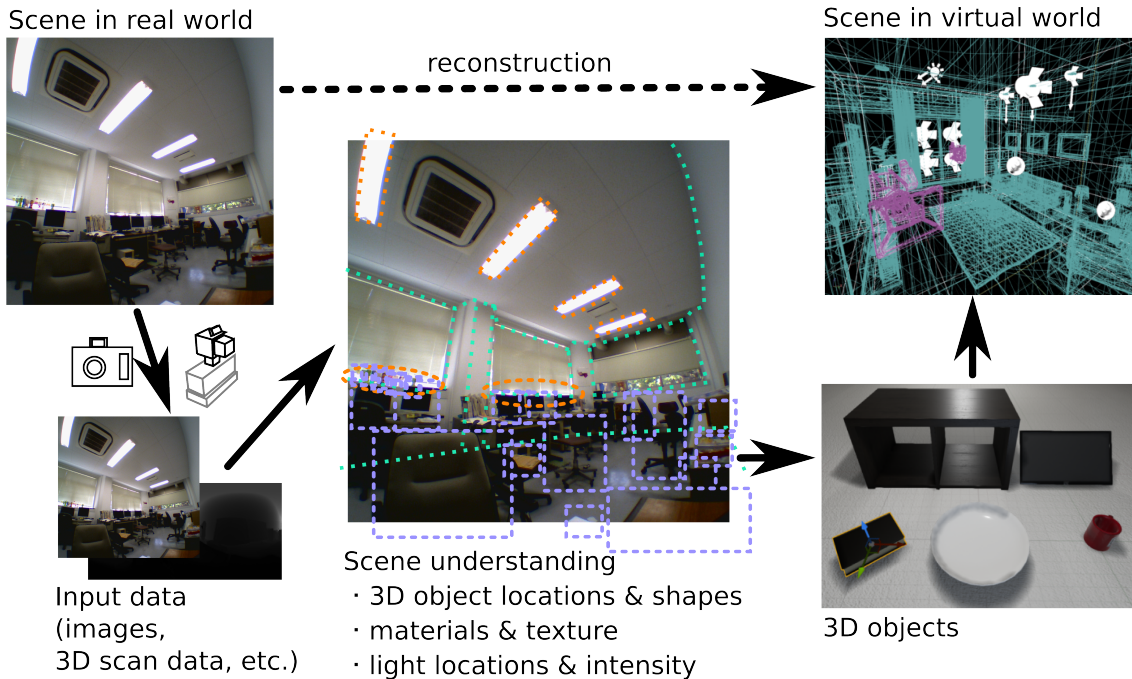 Scene in real world
Scene in virtual world
reconstruction
Scene understanding
· 3D object locations & shapes
· materials & texture
· light locations & intensity
Input data
(images,
3D scan data, etc.)
3D objects